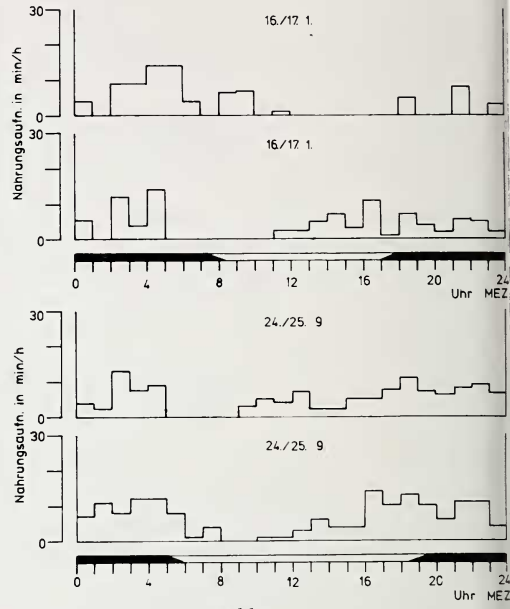 30
16./17. 1.
Nahrungsaufn. in min/h
0
30
16./17. 1.
0
0 4 8 12 16 20 24
Uhr MEZ
30
24./25. 9.
Nahrungsaufn. in min/h
0
30
24./25. 9.
0
0 4 8 12 16 20 24
Uhr MEZ